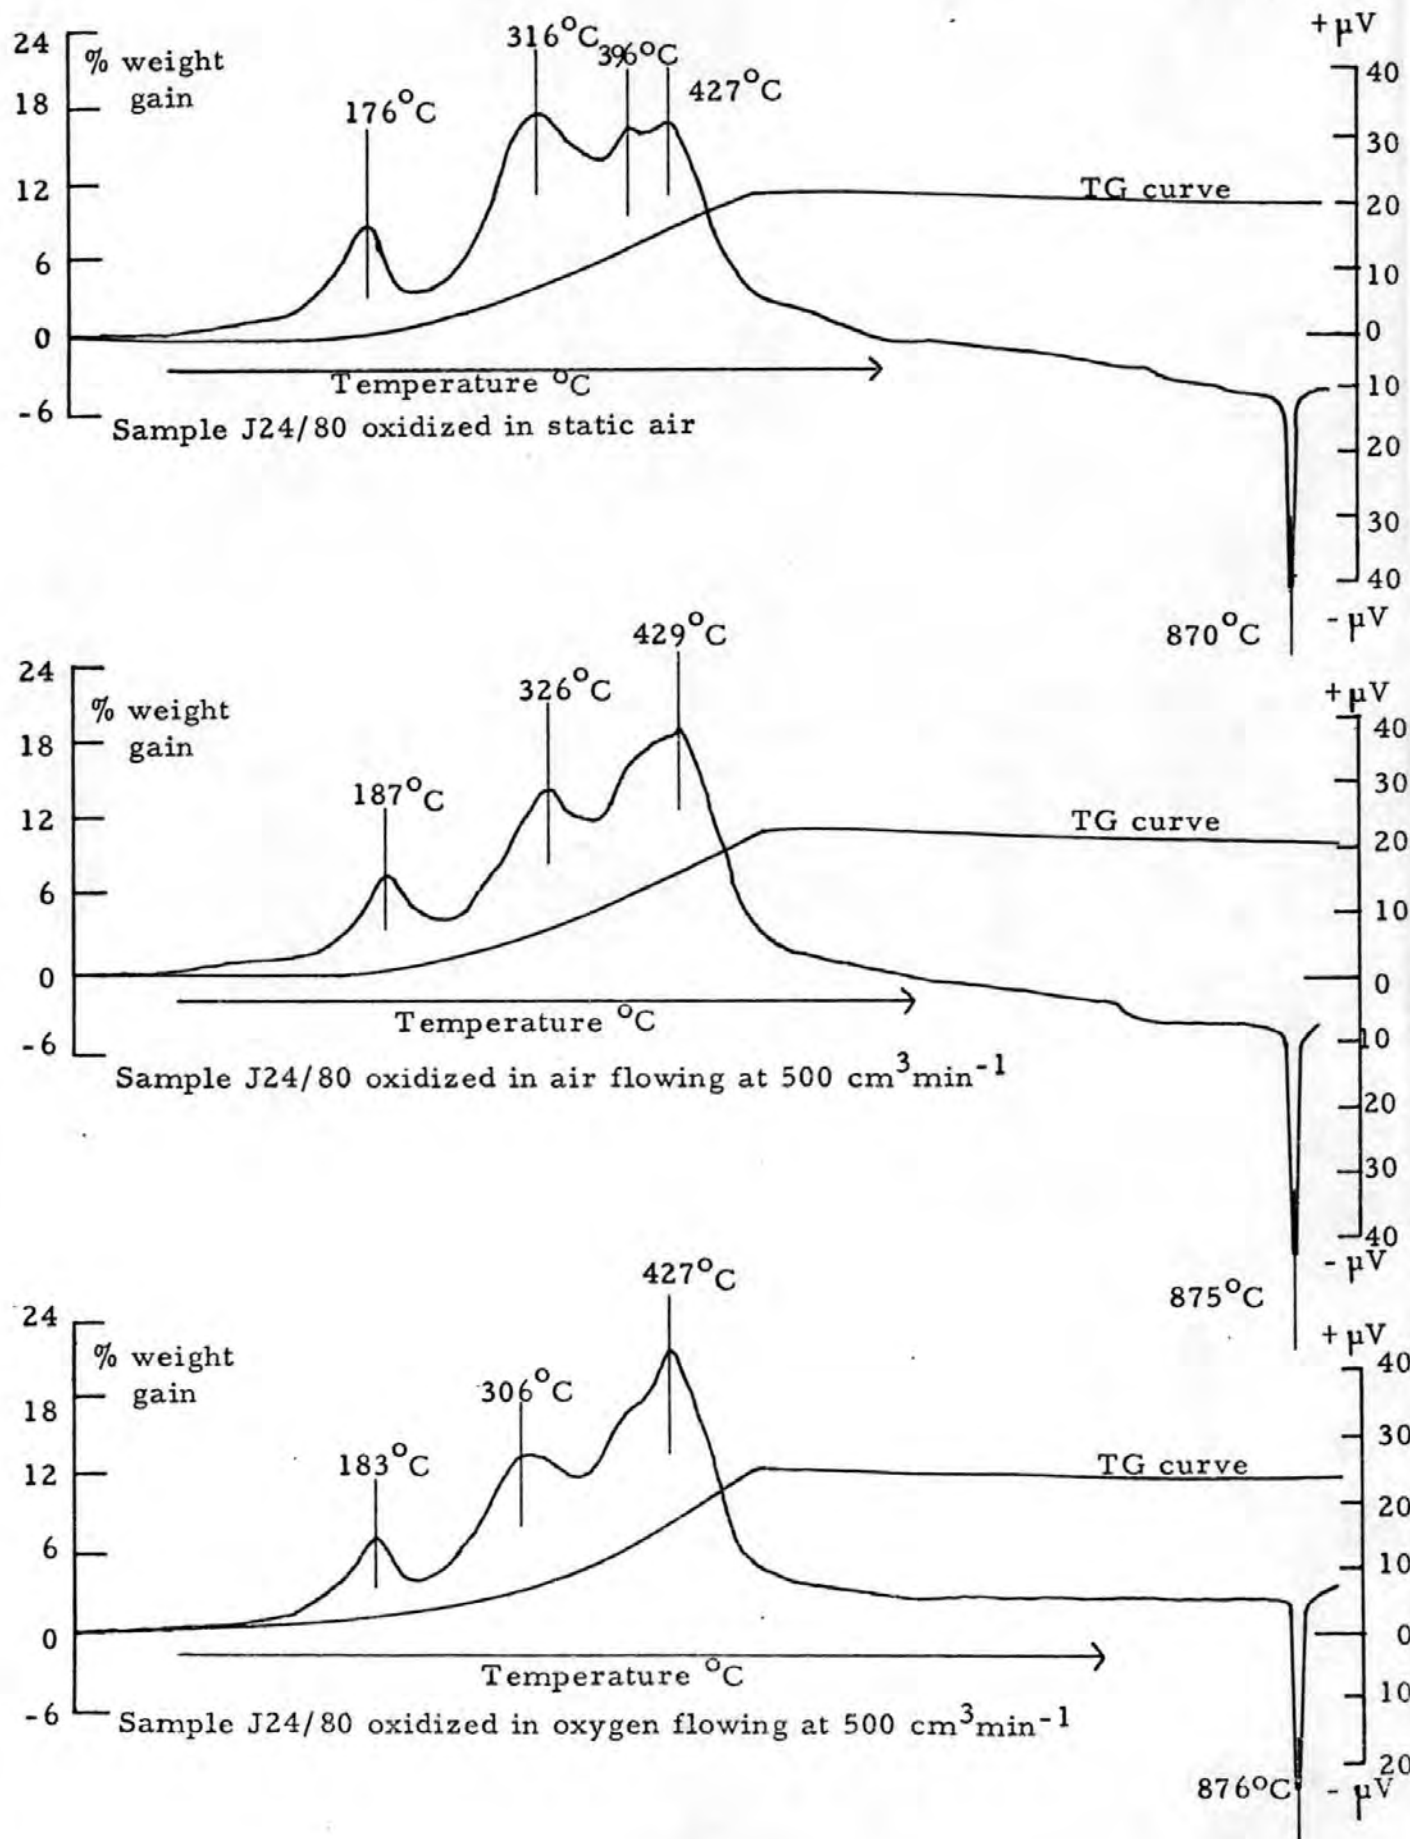 316°C
396°C
+ μV
24
% weight
gain
40
427°C
18
176°C
30
12
TG curve
20
6
10
0
0
Temperature °C
10
-6
Sample J24/80 oxidized in static air
20
30
40
870°C
- μV
429°C
24
326°C
+ μV
% weight
gain
40
18
187°C
30
12
TG curve
20
6
10
0
0
Temperature °C
-6
10
Sample J24/80 oxidized in air flowing at 500 cm³min⁻¹
20
30
40
- μV
427°C
875°C
24
+ μV
% weight
gain
40
306°C
18
30
183°C
12
TG curve
20
6
10
0
0
Temperature °C
10
-6
Sample J24/80 oxidized in oxygen flowing at 500 cm³min⁻¹
20
876°C
- μV